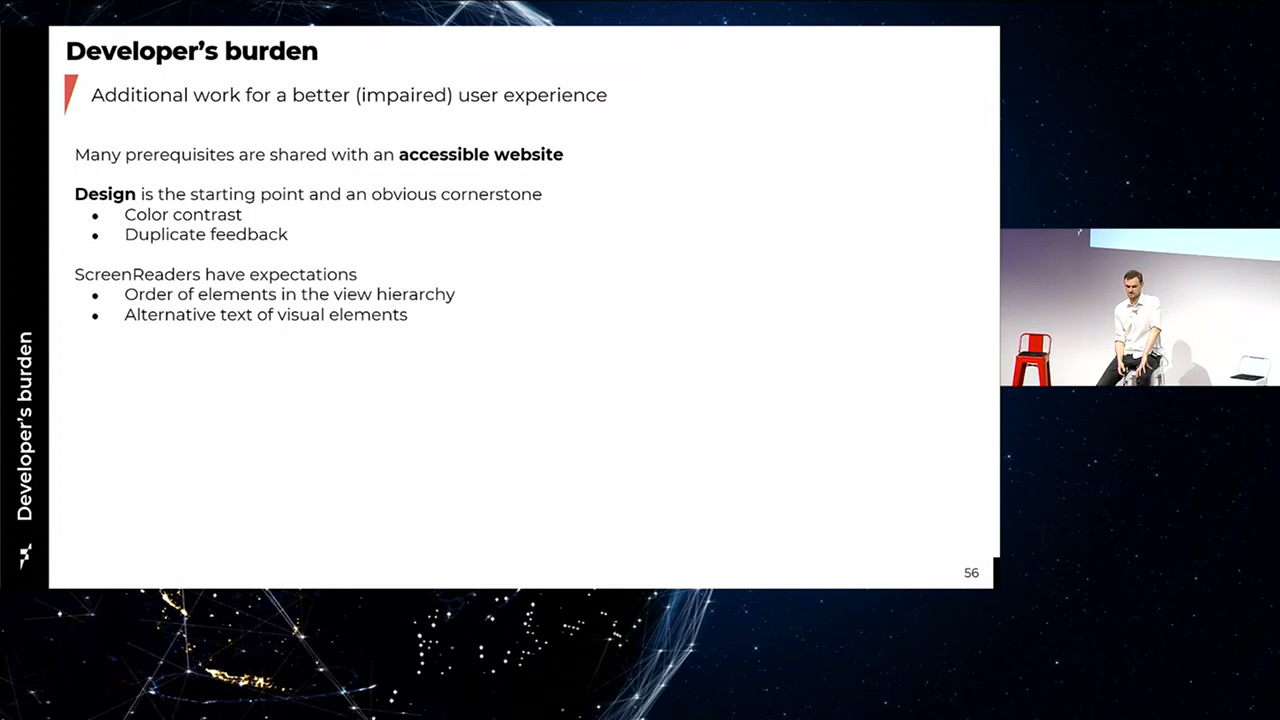 Developer's burden
Additional work for a better (impaired) user experience
Many prerequisites are shared with an accessible website
Design is the starting point and an obvious cornerstone
● Color contrast
● Duplicate feedback
ScreenReaders have expectations
● Order of elements in the view hierarchy
● Alternative text of visual elements
Developer's burden
56